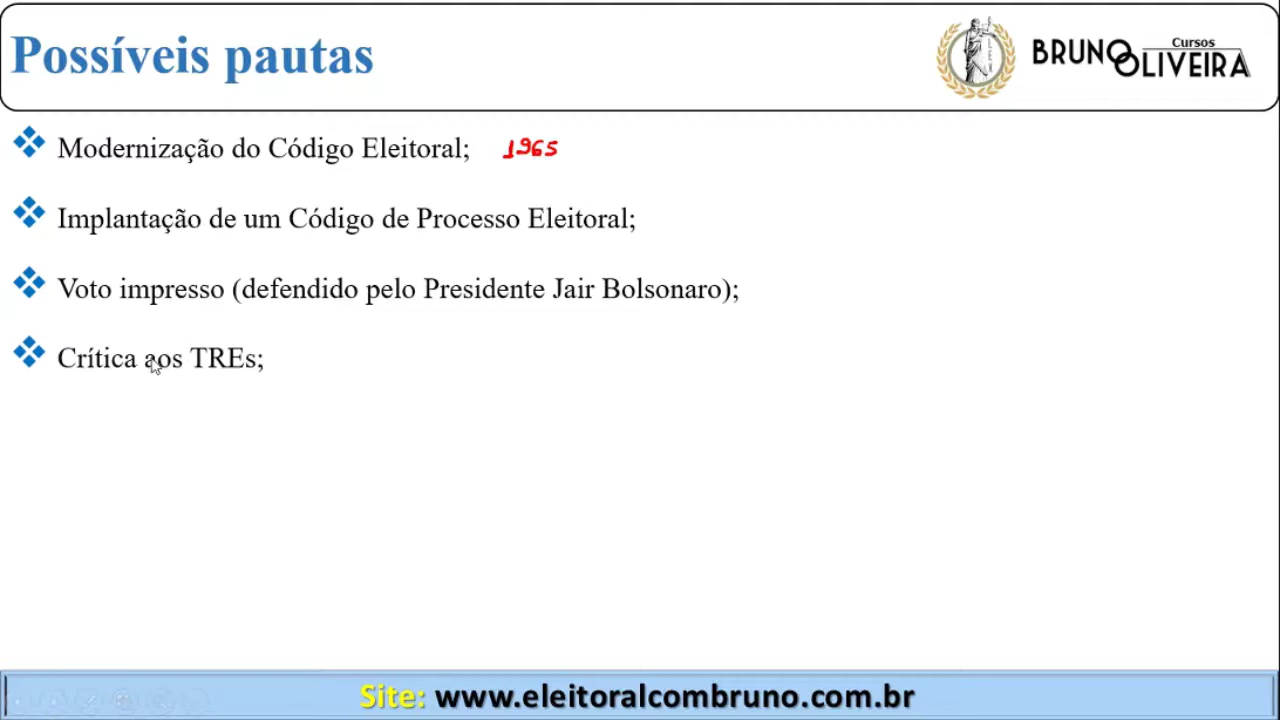 Possíveis pautas
Cursos
BRUNO OLIVEIRA
Modernização do Código Eleitoral; 1965
Implantação de um Código de Processo Eleitoral;
Voto impresso (defendido pelo Presidente Jair Bolsonaro);
Crítica aos TREs;
Site: www.eleitoralcombruno.com.br